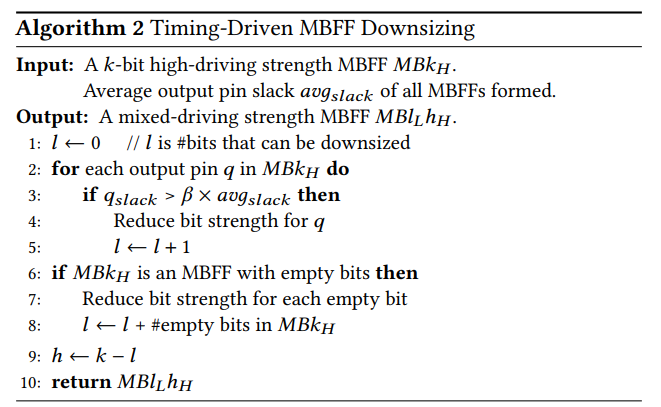 Algorithm 2 Timing-Driven MBFF Downsizing
Input: A k-bit high-driving strength MBFF MBk_H.
Average output pin slack avg_slack of all MBFFs formed.
Output: A mixed-driving strength MBFF MBl_Lh_H.
1: l ← 0 // l is #bits that can be downsized
2: for each output pin q in MBk_H do
3: if q_slack > β × avg_slack then
4: Reduce bit strength for q
5: l ← l + 1
6: if MBk_H is an MBFF with empty bits then
7: Reduce bit strength for each empty bit
8: l ← l + #empty bits in MBk_H
9: h ← k − l
10: return MBl_Lh_H